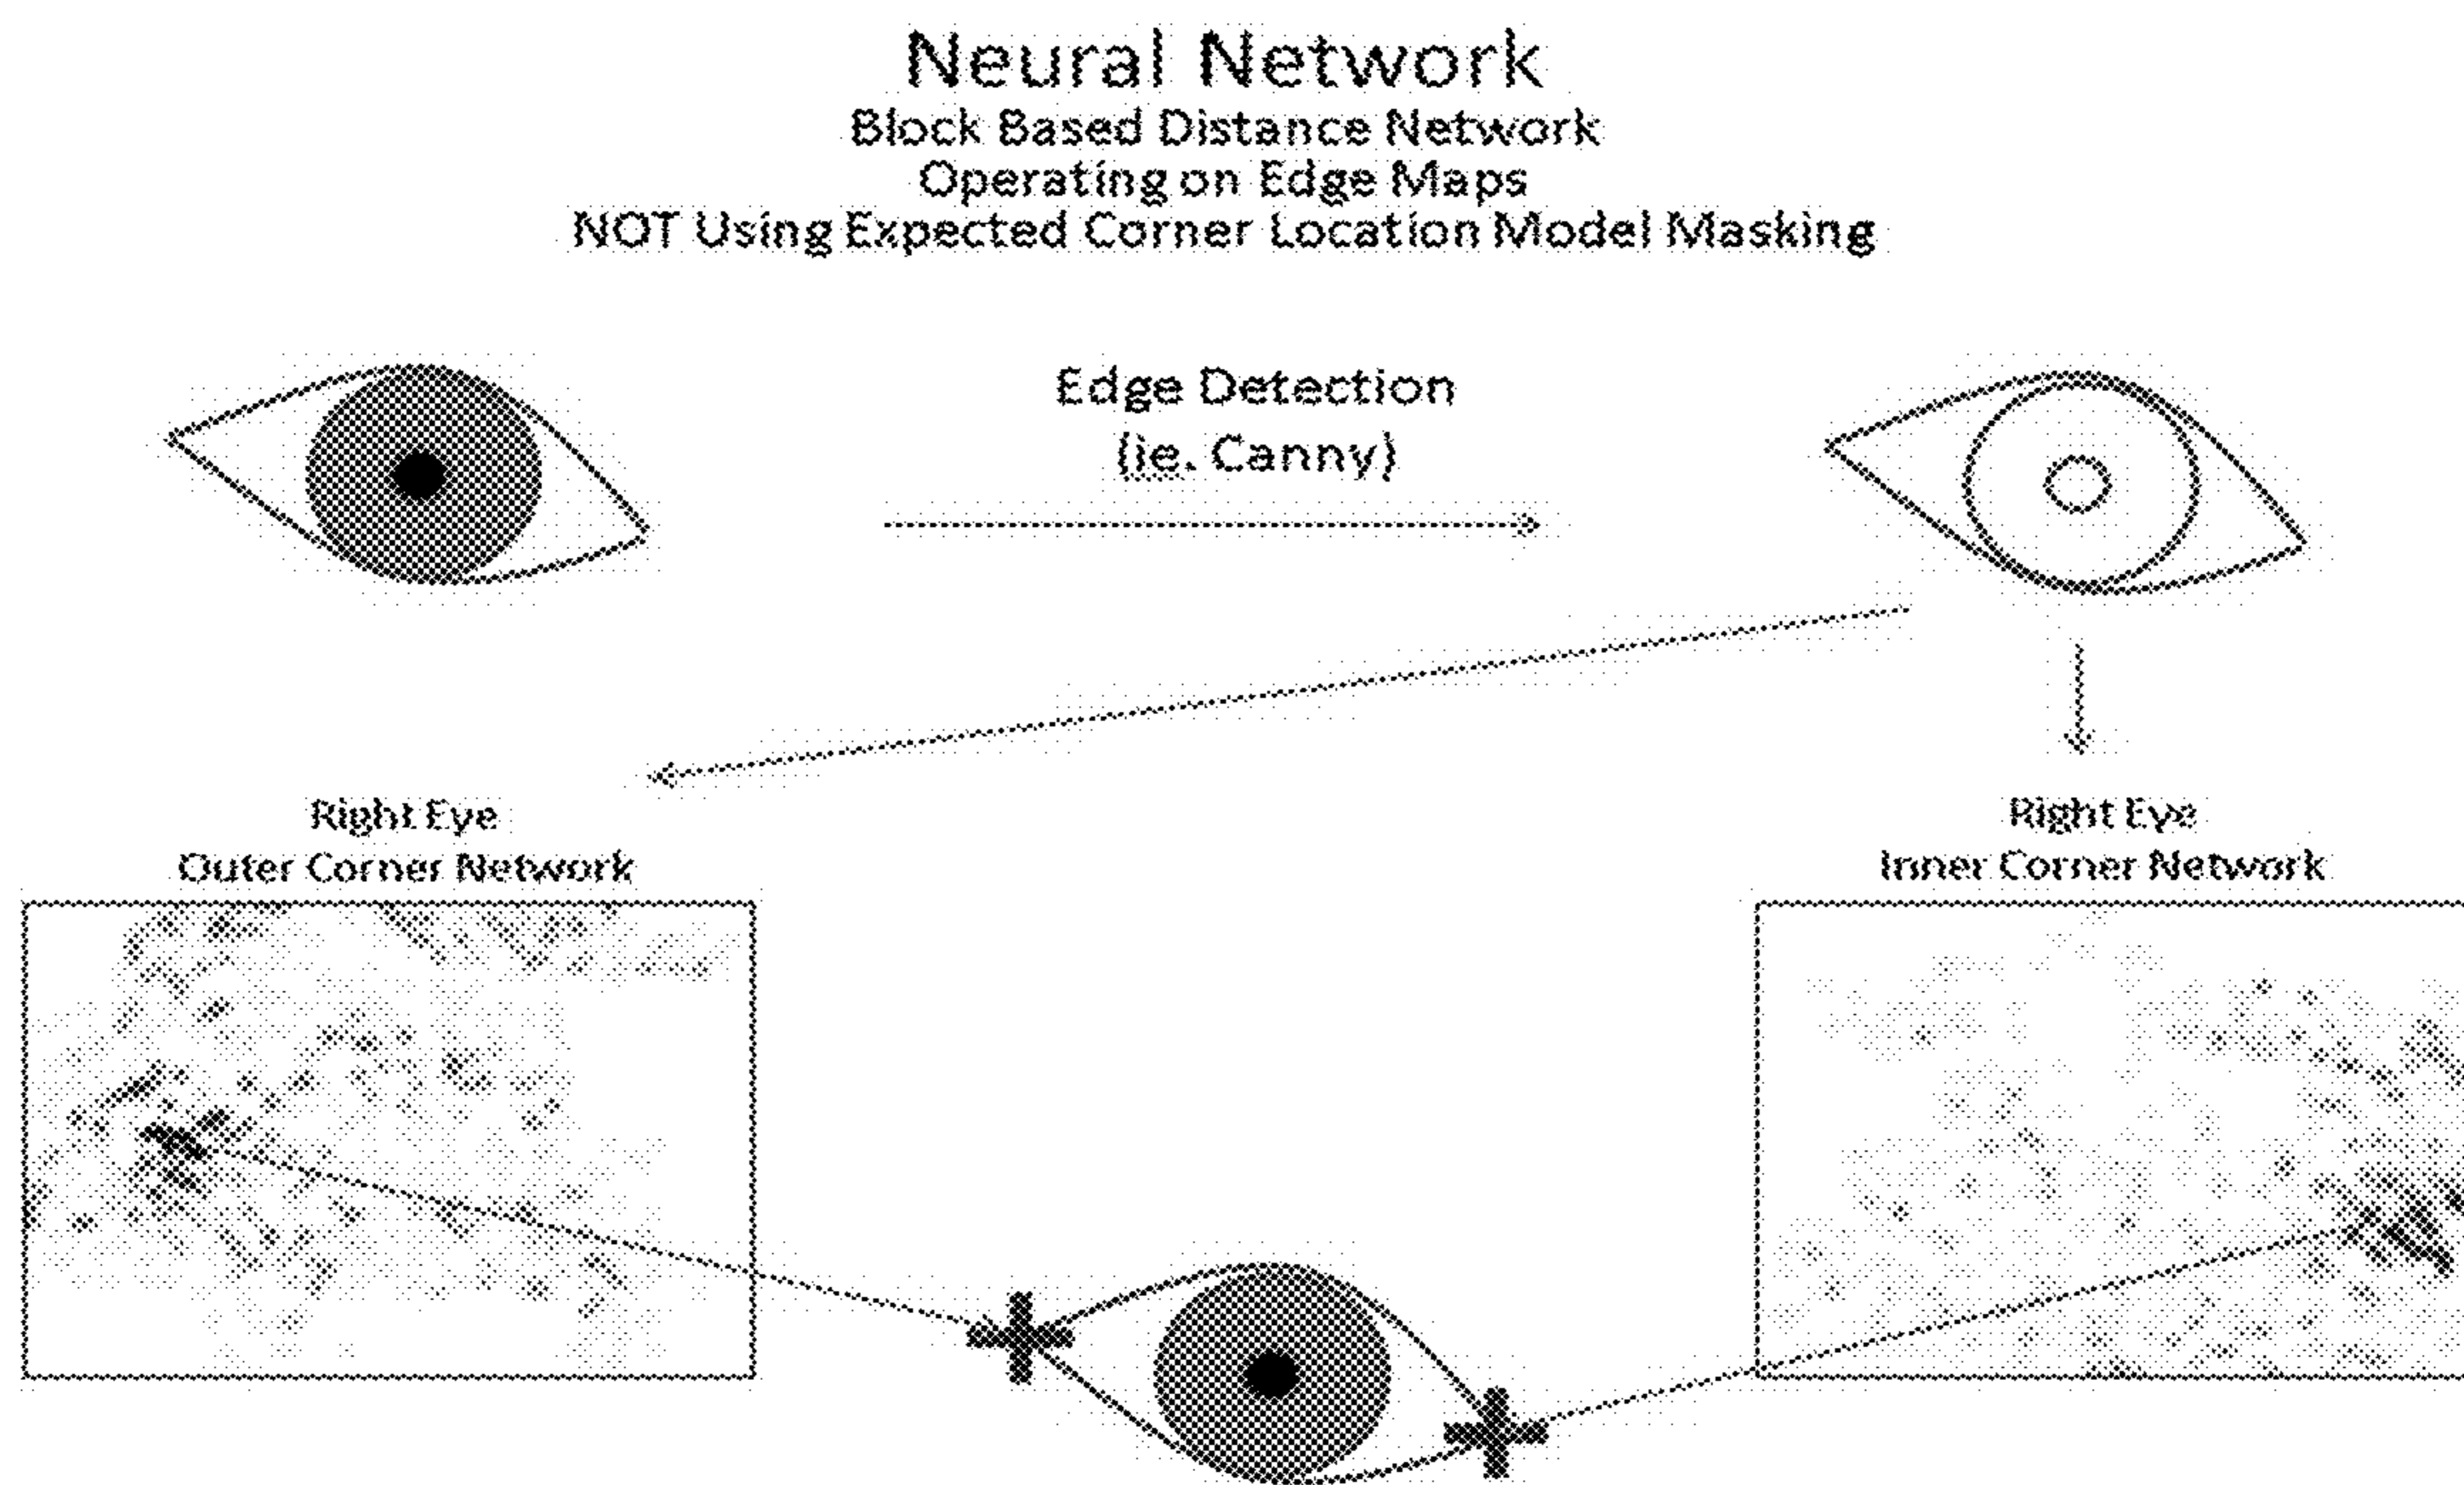 Neural Network
Block Based Distance Network
Operating on Edge Maps
NOT Using Expected Corner Location Model Masking
Edge Detection
(ie. Canny)
Right Eye
Outer Corner Network
Right Eye
Inner Corner Network